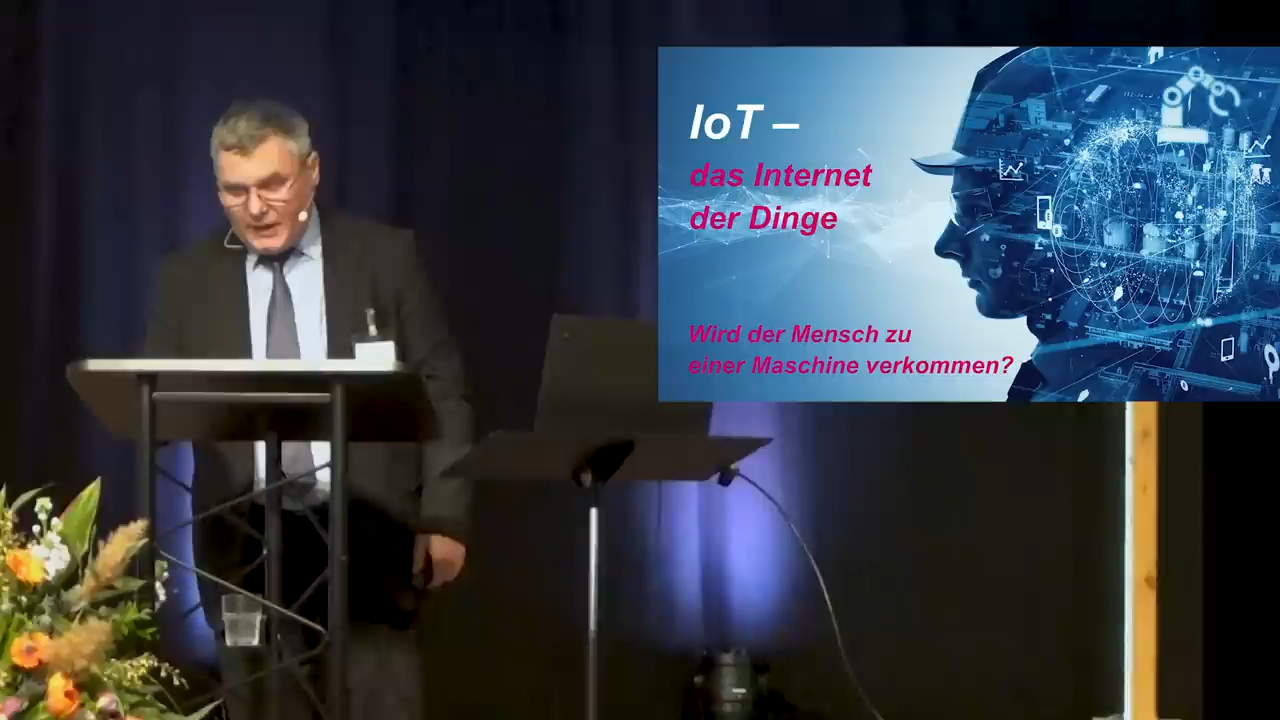 IoT –
das Internet
der Dinge
Wird der Mensch zu
einer Maschine verkommen?